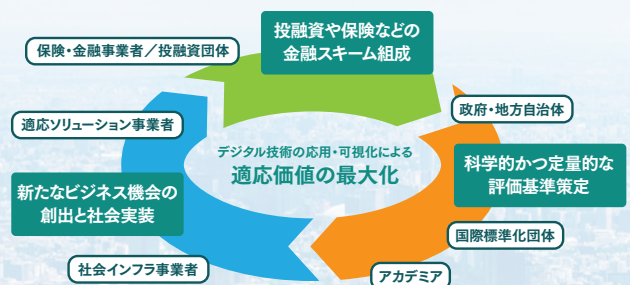 投融資や保険などの
金融スキーム組成
保険・金融事業者／投融資団体
政府・地方自治体
適応ソリューション事業者
デジタル技術の応用・可視化による
適応価値の最大化
科学的かつ定量的な
評価基準策定
新たなビジネス機会の
創出と社会実装
国際標準化団体
社会インフラ事業者
アカデミア